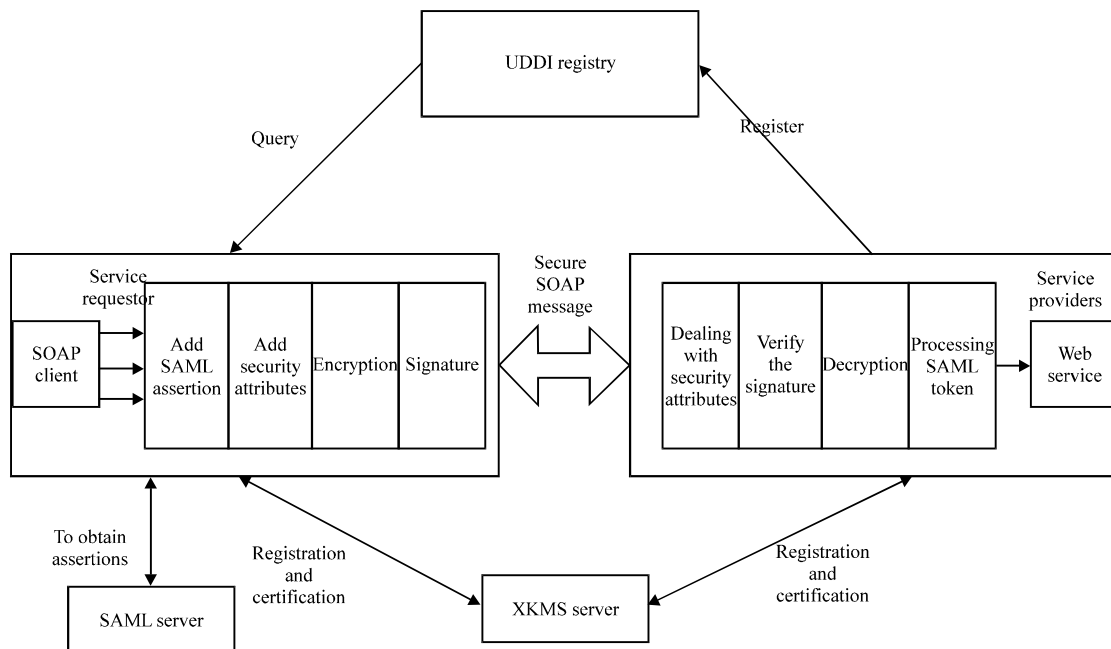 UDDI registry
Query
Register
Service
requestor
SOAP
client
Add
SAML
assertion
Add
security
attributes
Encryption
Signature
Secure
SOAP
message
Dealing
with
security
attributes
Verify
the
signature
Decryption
Processing
SAML
token
Service
providers
Web
service
To obtain
assertions
Registration
and
certification
Registration
and
certification
SAML server
XKMS server